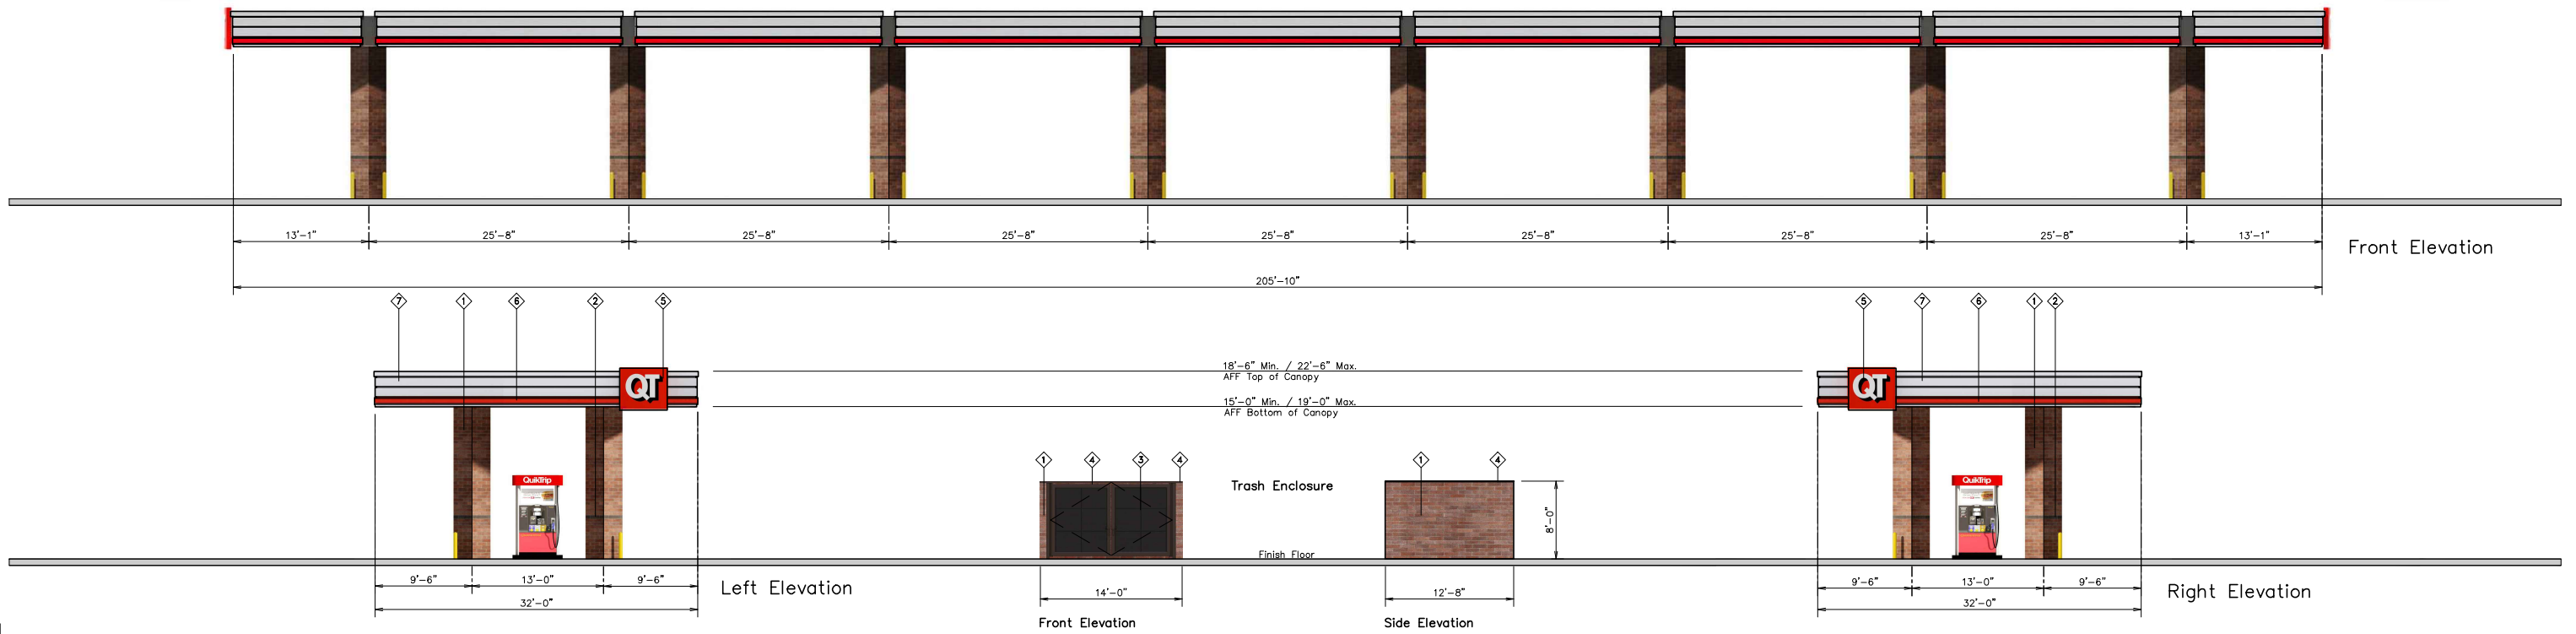 13'-1"
25'-8"
25'-8"
25'-8"
25'-8"
25'-8"
25'-8"
25'-8"
13'-1"
Front Elevation
205'-10"
7
1
6
2
5
5
7
6
1
2
QT
18'-6" Min. / 22'-6" Max.
AFF Top of Canopy
15'-0" Min. / 19'-0" Max.
AFF Bottom of Canopy
QT
1
4
3
4
1
4
QuikTrip
Trash Enclosure
8'-0"
QuikTrip
Finish Floor
9'-6"
13'-0"
9'-6"
32'-0"
Left Elevation
14'-0"
Front Elevation
12'-8"
Side Elevation
9'-6"
13'-0"
9'-6"
32'-0"
Right Elevation